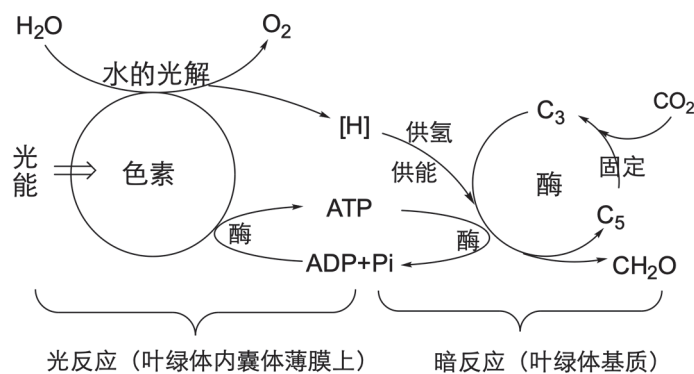 H₂O
O₂
水的光解
光能
色素
[H]
供氢
供能
C₃
CO₂
固定
酶
C₅
CH₂O
ATP
酶
酶
ADP+Pi
光反应（叶绿体内囊体薄膜上）
暗反应（叶绿体基质）